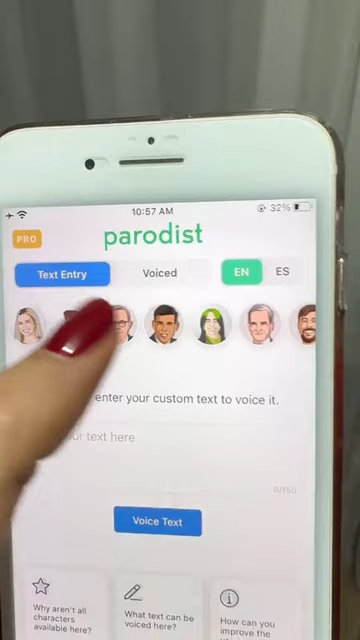 10:57 AM
32%
PRO
parodist
Text Entry
Voiced
EN
ES
enter your custom text to voice it.
text here
0/150
Voice Text
Why aren't all
characters
available here?
What text can be
voiced here?
How can you
improve the